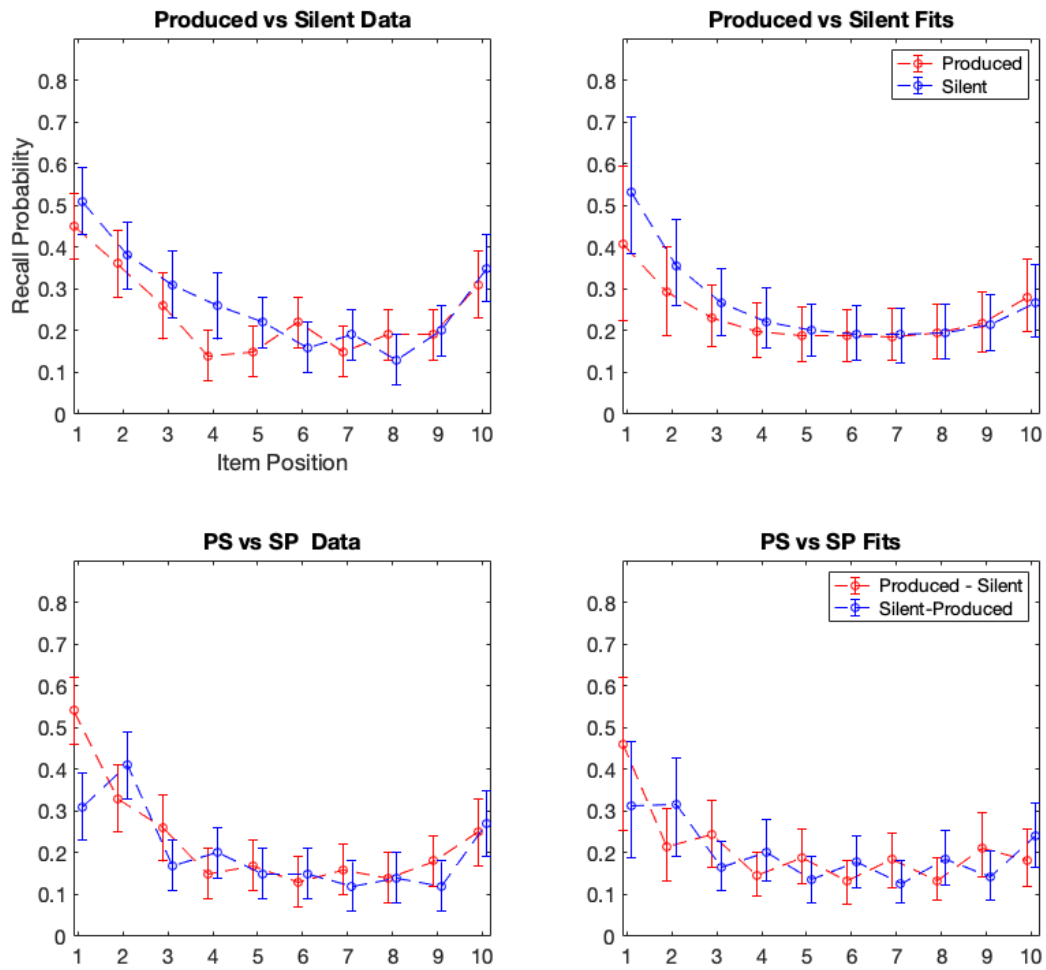 Produced vs Silent Data
Recall Probability
0.8
0.7
0.6
0.5
0.4
0.3
0.2
0.1
0
1 2 3 4 5 6 7 8 9 10
Item Position
Produced vs Silent Fits
Produced
Silent
0.8
0.7
0.6
0.5
0.4
0.3
0.2
0.1
0
1 2 3 4 5 6 7 8 9 10
PS vs SP Data
0.8
0.7
0.6
0.5
0.4
0.3
0.2
0.1
0
1 2 3 4 5 6 7 8 9 10
PS vs SP Fits
Produced - Silent
Silent-Produced
0.8
0.7
0.6
0.5
0.4
0.3
0.2
0.1
0
1 2 3 4 5 6 7 8 9 10